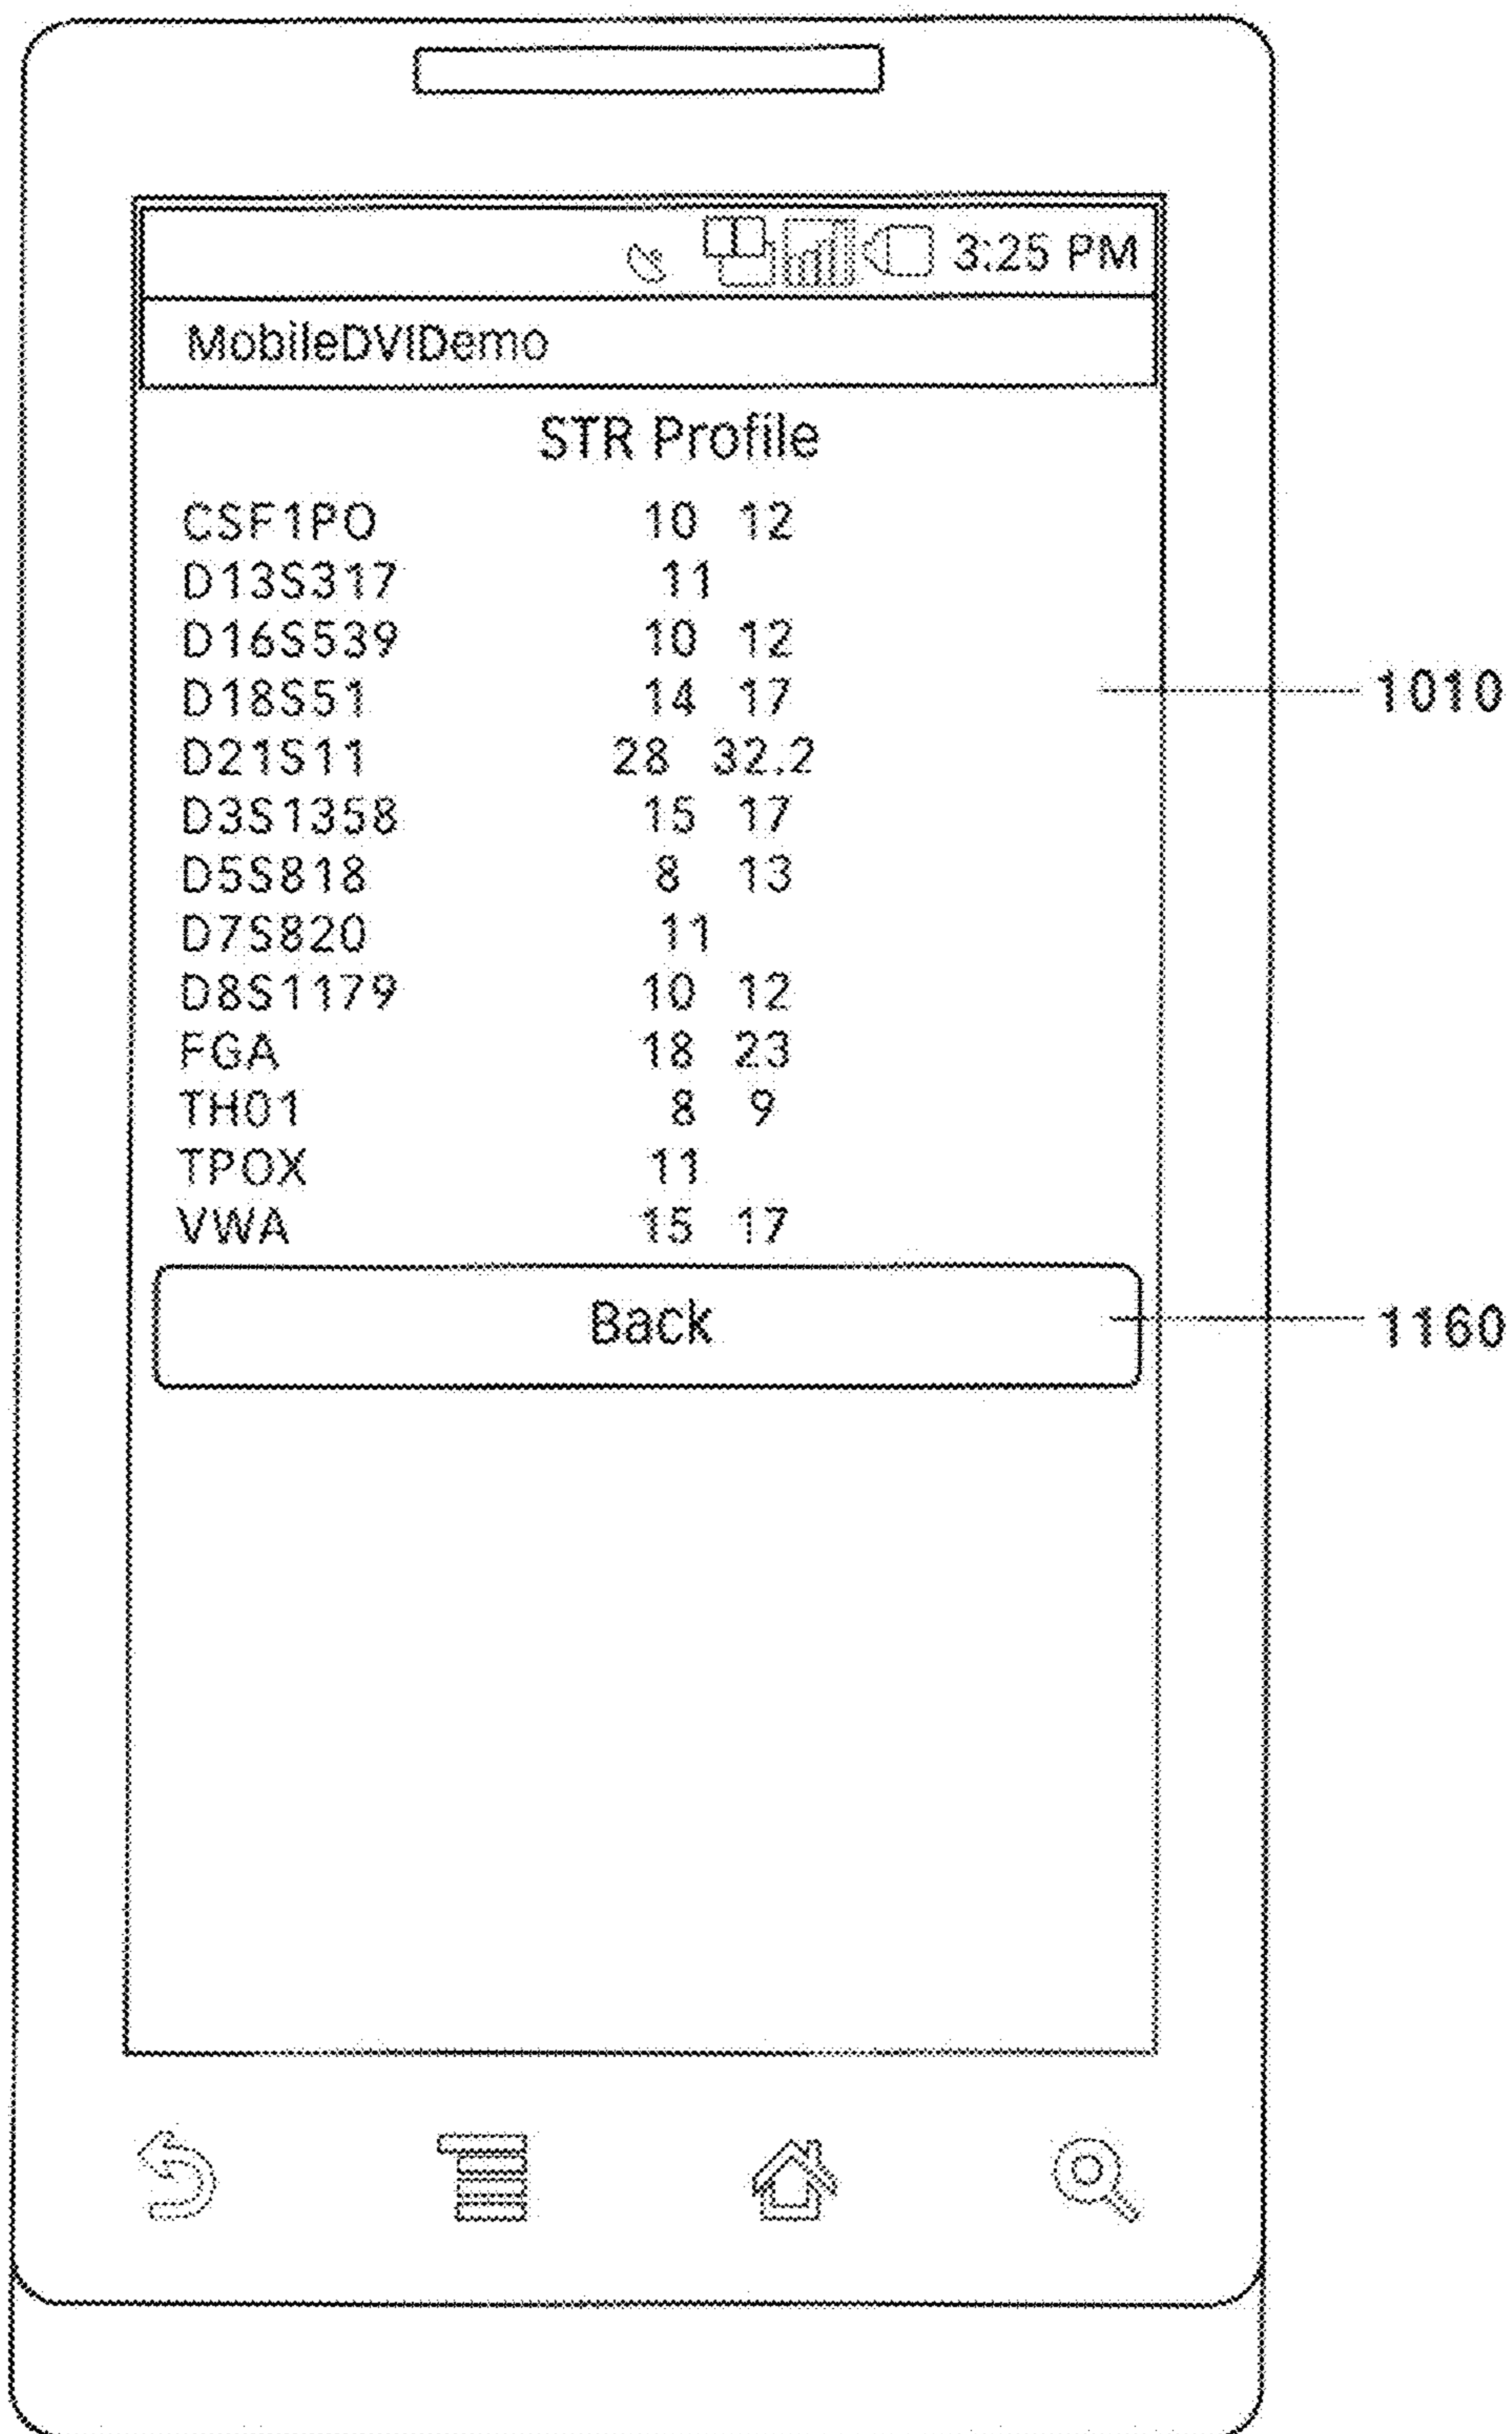 3:25 PM
MobileDVIDemo
STR Profile
CSF1PO 10 12
D13S317 11
D16S539 10 12
D18S51 14 17
1010
D21S11 28 32.2
D3S1358 15 17
D5S818 8 13
D7S820 11
D8S1179 10 12
FGA 18 23
TH01 8 9
TPOX 11
VWA 15 17
Back
1160